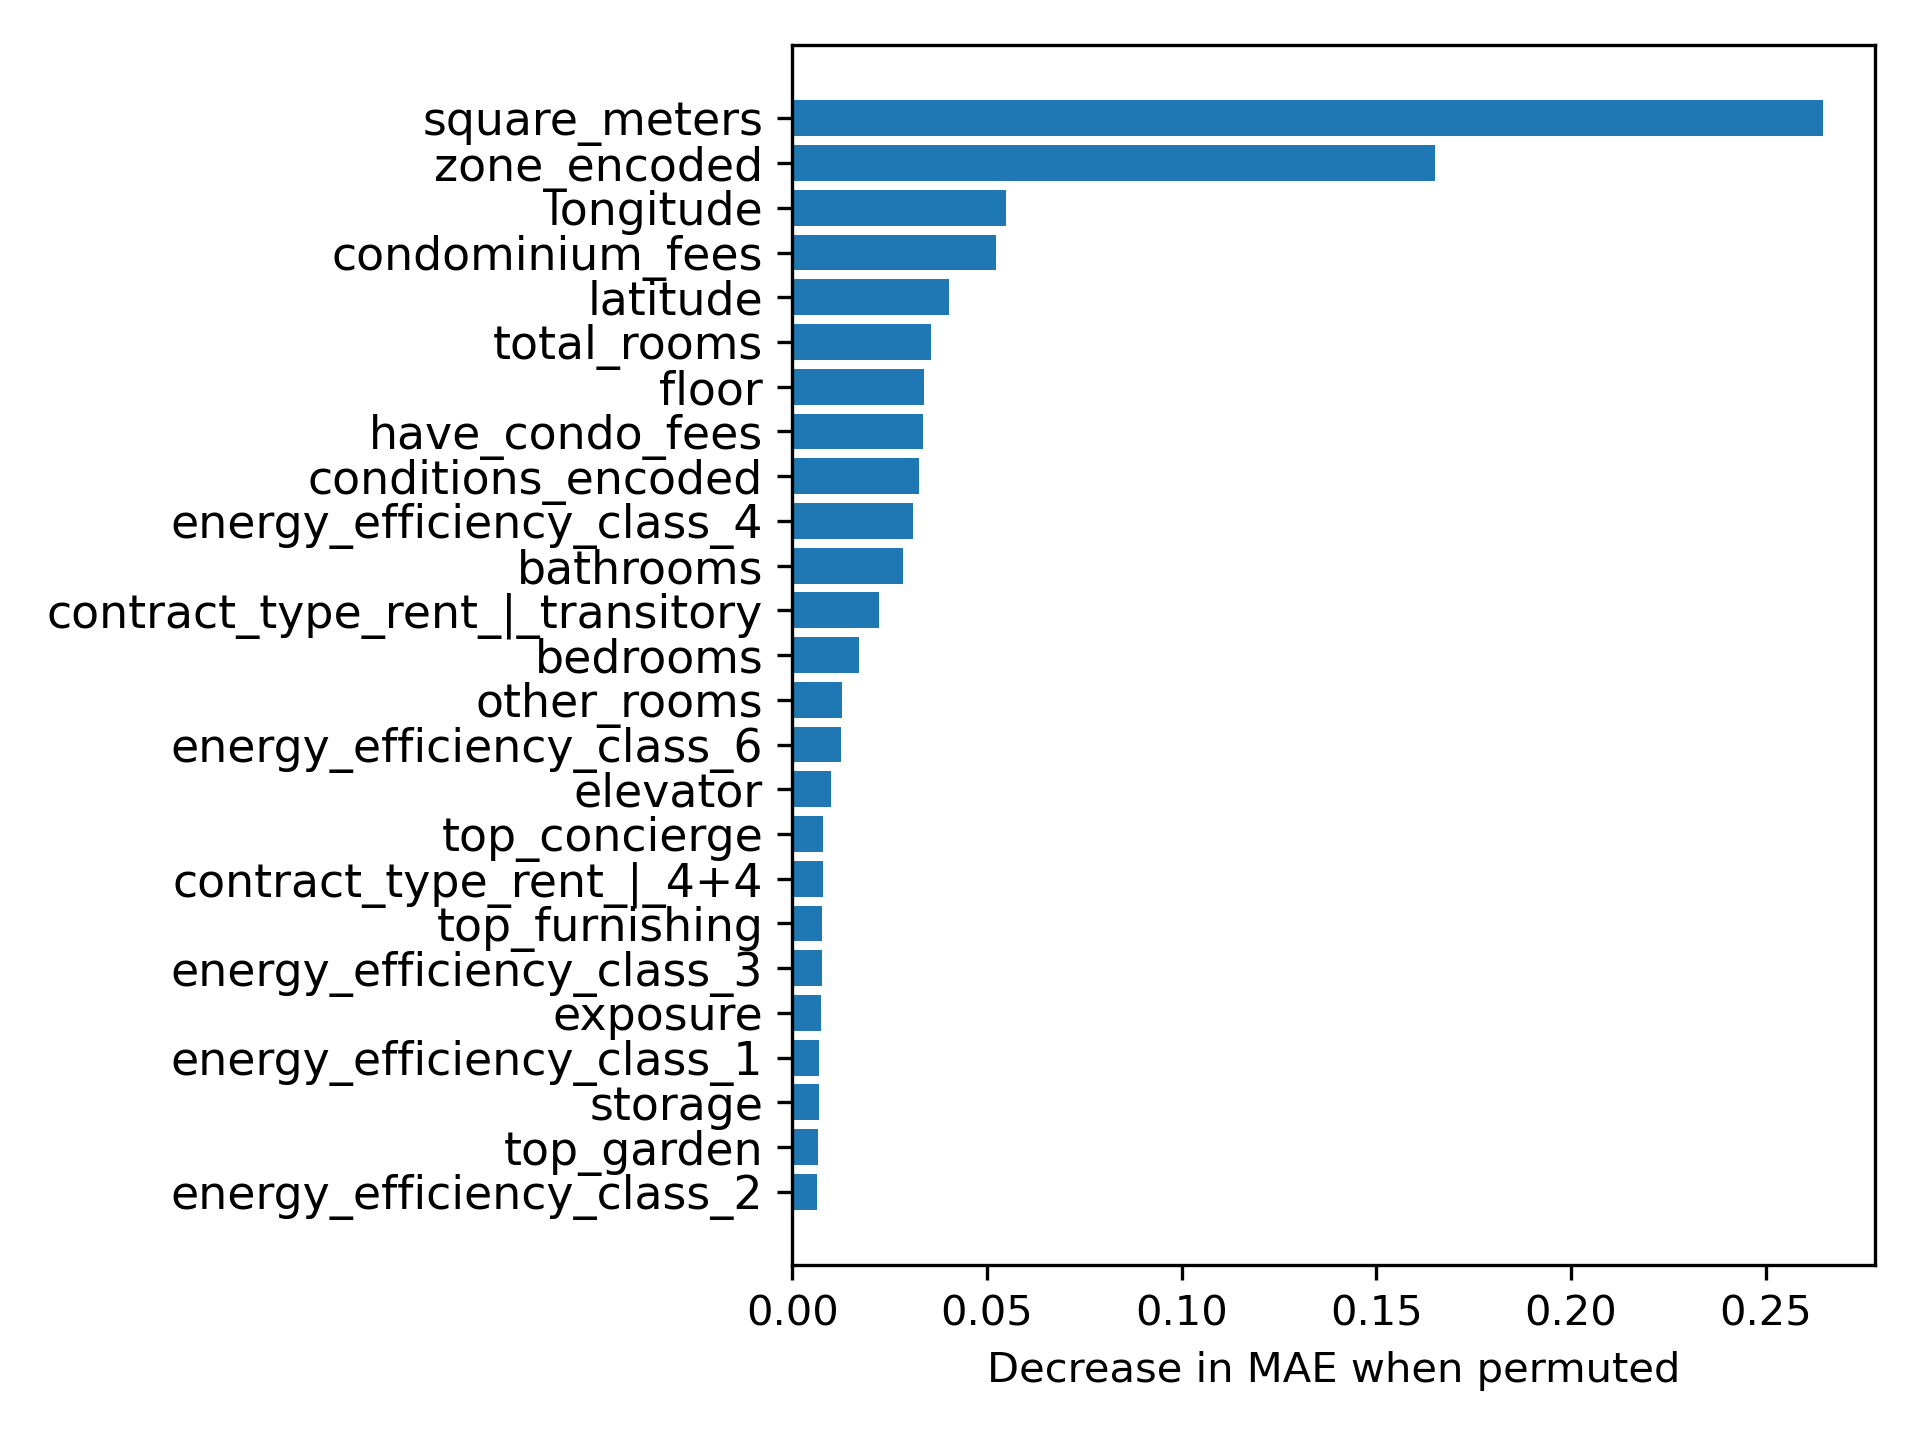 square_meters
zone_encoded
longitude
condominium_fees
latitude
total_rooms
floor
have_condo_fees
conditions_encoded
energy_efficiency_class_4
bathrooms
contract_type_rent_|_transitory
bedrooms
other_rooms
energy_efficiency_class_6
elevator
top_concierge
contract_type_rent_|_4+4
top_furnishing
energy_efficiency_class_3
exposure
energy_efficiency_class_1
storage
top_garden
energy_efficiency_class_2
0.00 0.05 0.10 0.15 0.20 0.25
Decrease in MAE when permuted